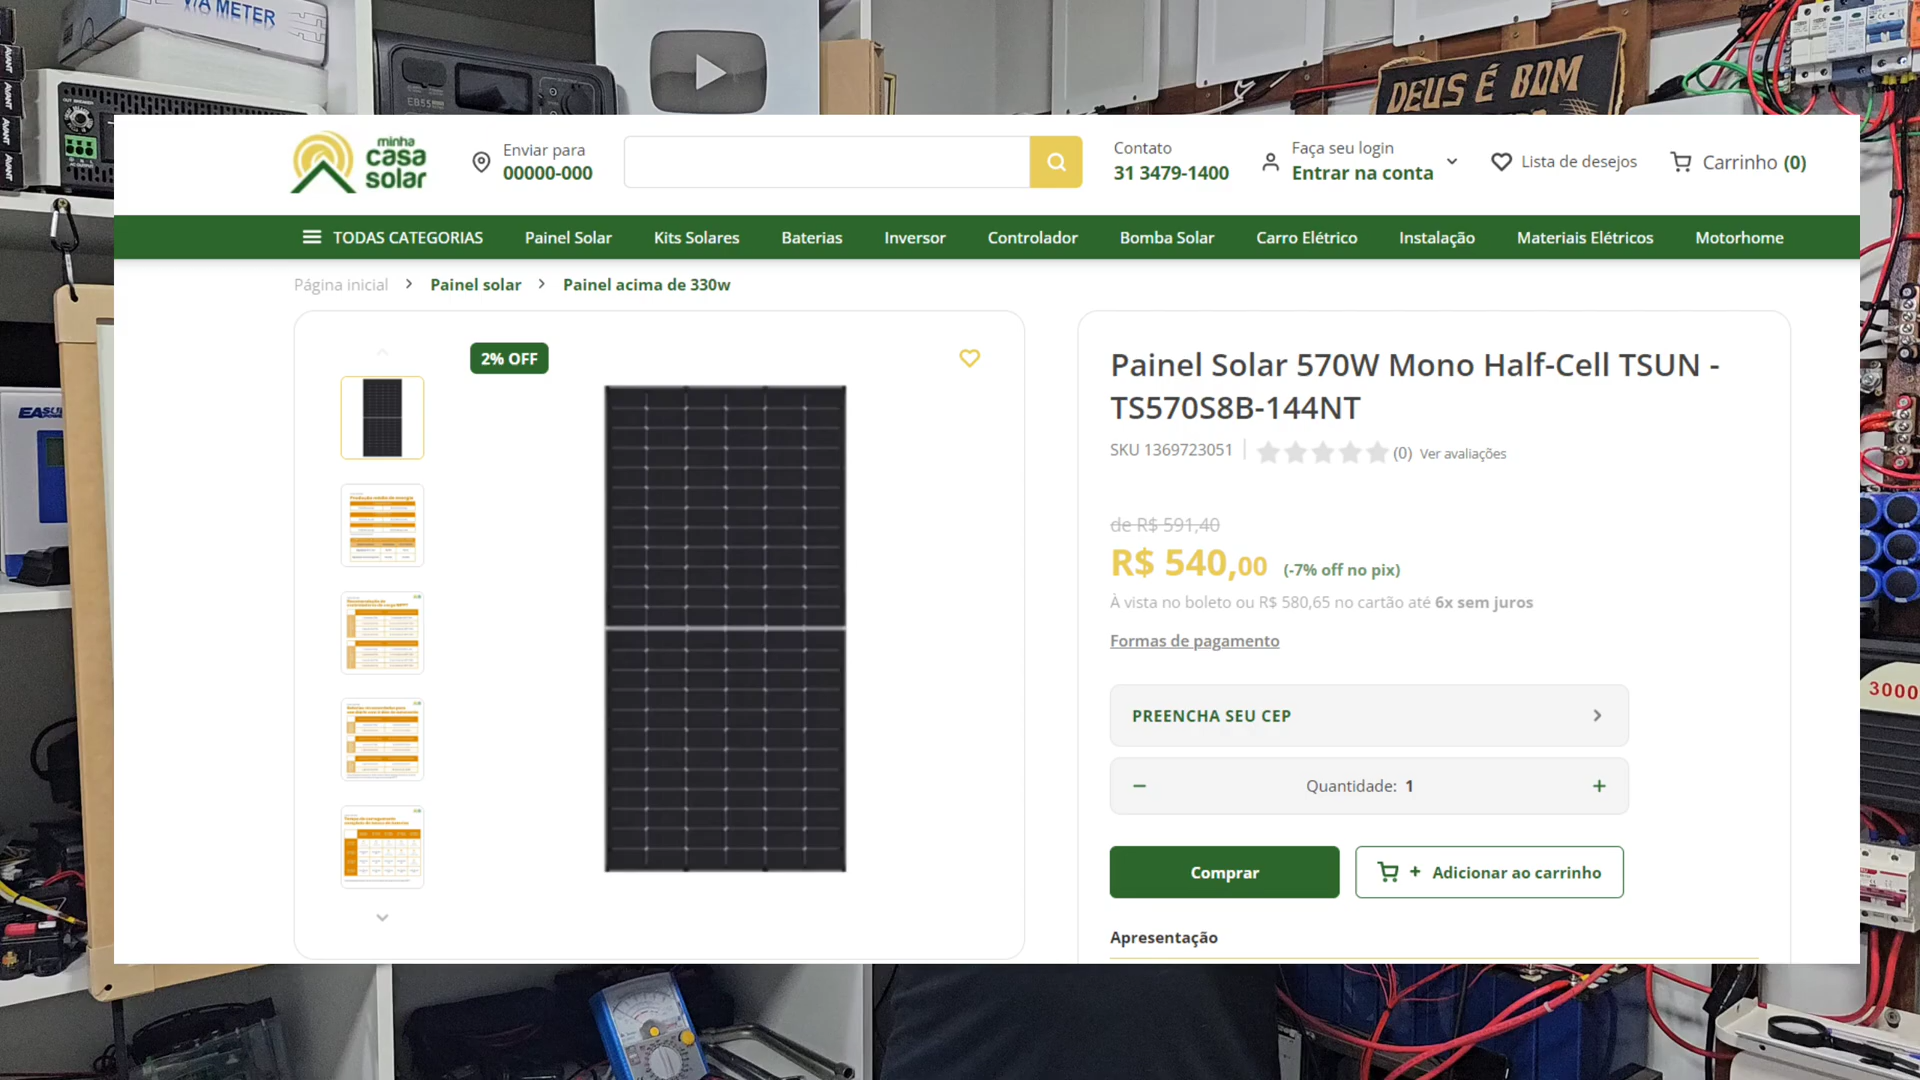 V/A METER
AVANT
AVANT
AVANT
AVANT
EB55
DEUS É BOM
minha
casa
solar
Enviar para
00000-000
Contato
31 3479-1400
Faça seu login
Entrar na conta
Lista de desejos
Carrinho (0)
TODAS CATEGORIAS
Painel Solar
Kits Solares
Baterias
Inversor
Controlador
Bomba Solar
Carro Elétrico
Instalação
Materiais Elétricos
Motorhome
Página inicial > Painel solar > Painel acima de 330w
2% OFF
Painel Solar 570W Mono Half-Cell TSUN -
TS570S8B-144NT
SKU 1369723051
(0) Ver avaliações
de R$ 591,40
R$ 540,00 (-7% off no pix)
À vista no boleto ou R$ 580,65 no cartão até 6x sem juros
Formas de pagamento
PREENCHA SEU CEP
− Quantidade: 1 +
Comprar
+ Adicionar ao carrinho
Apresentação
3000